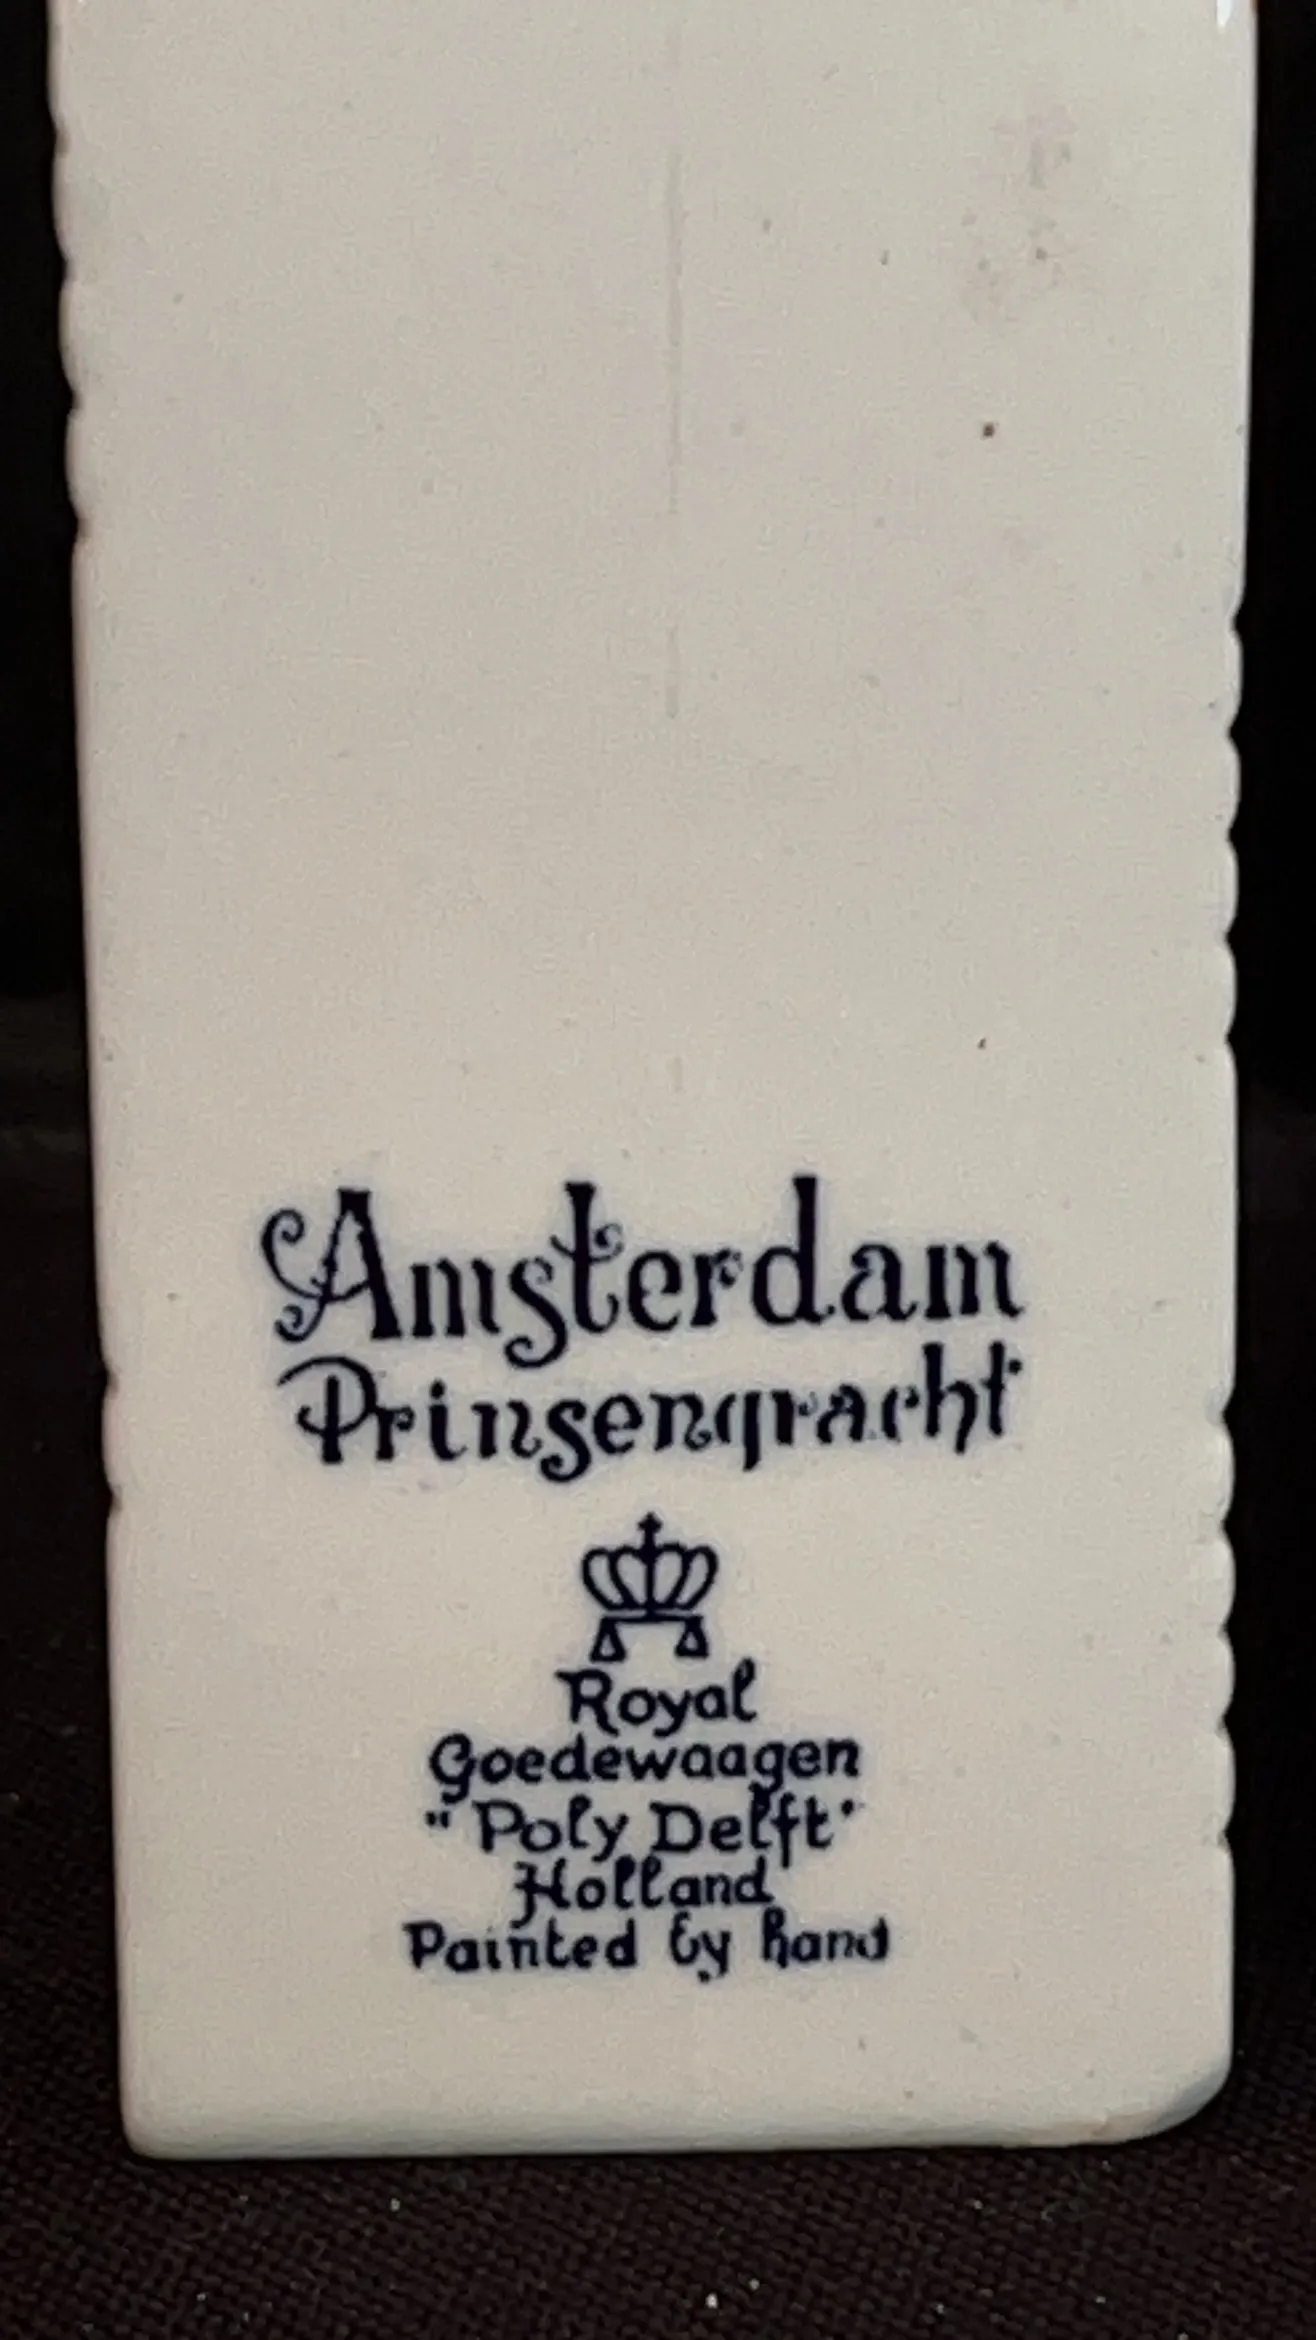 Amsterdam
Prinsengracht
Royal
Goedewaagen
"Poly Delft"
Holland
Painted by hand